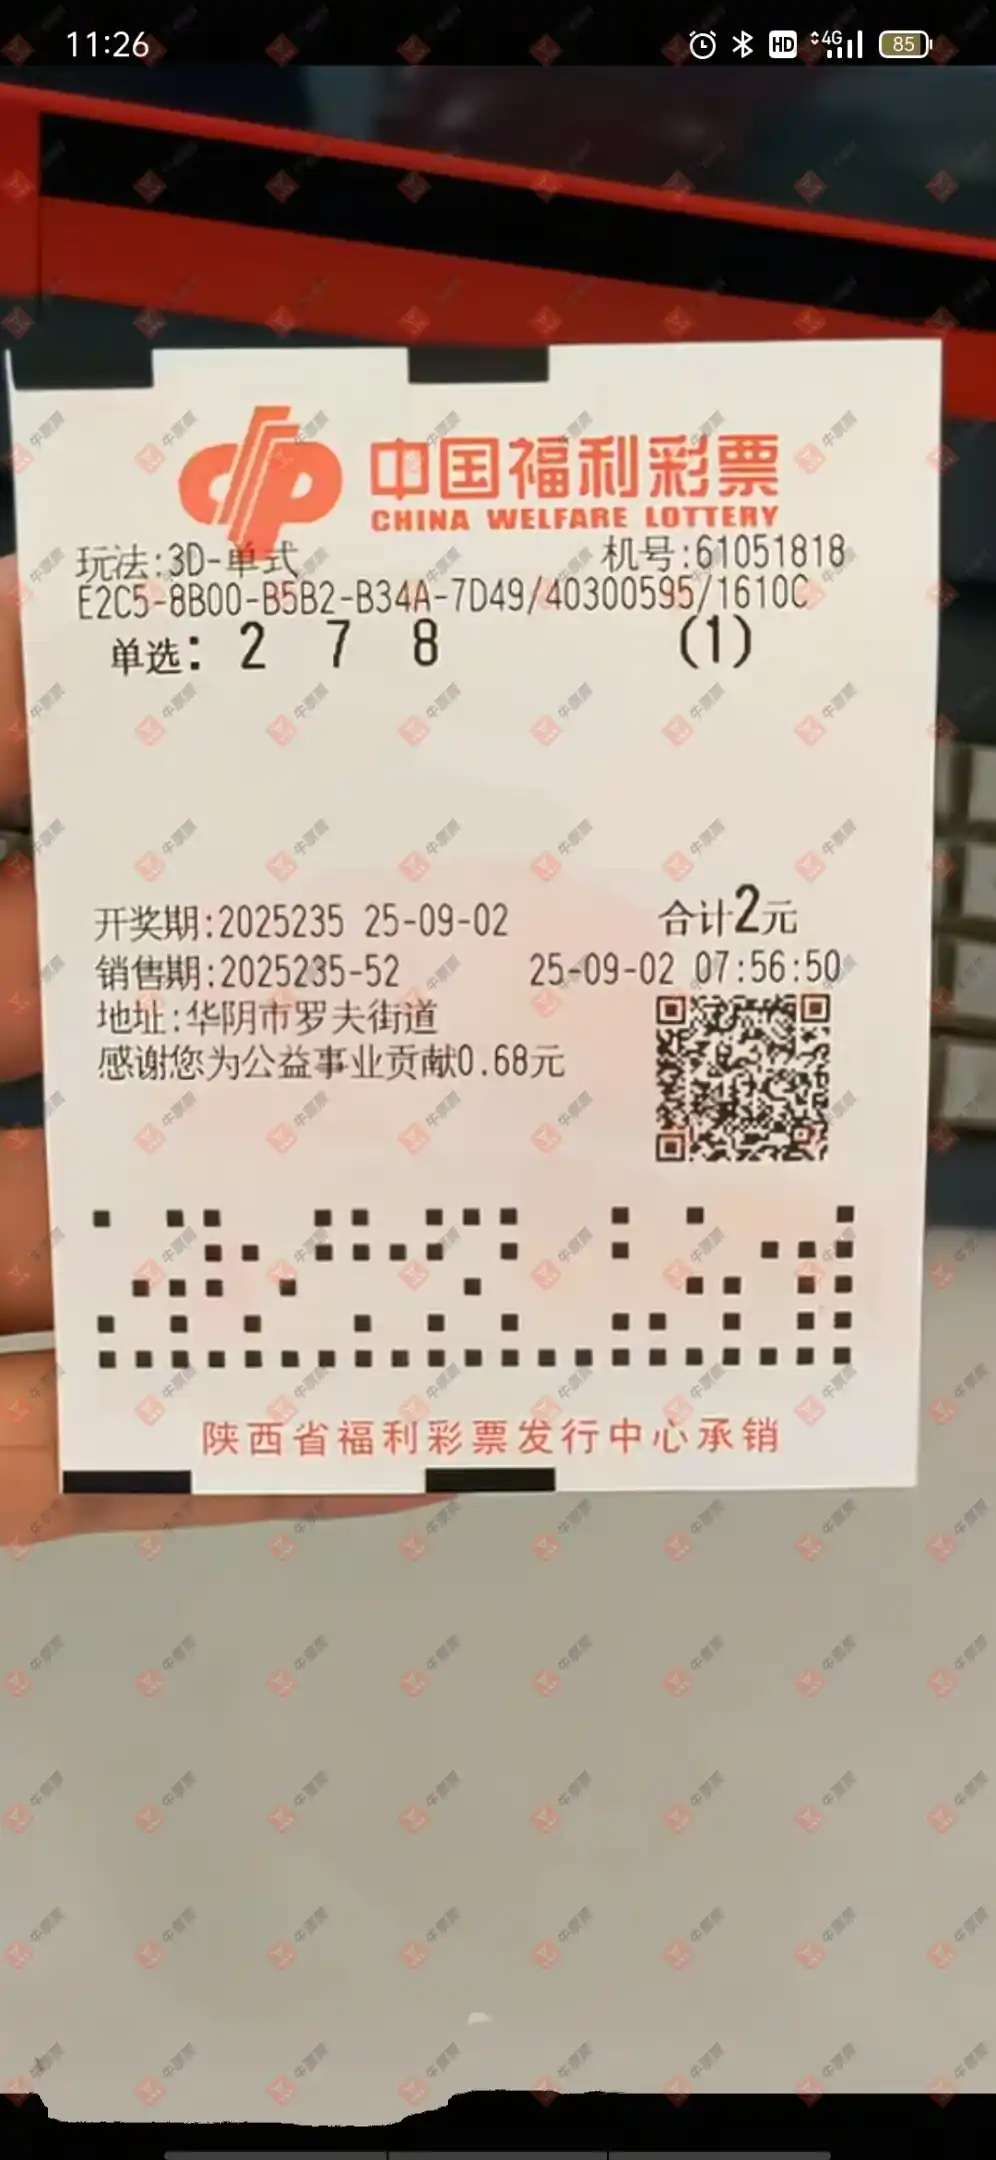 11:26 HD 4G 85
中国福利彩票
CHINA WELFARE LOTTERY
玩法:3D-单式 机号:61051818
E2C5-8B00-B5B2-B34A-7D49/40300595/1610C
单选: 2 7 8 (1)
开奖期:2025235 25-09-02 合计2元
销售期:2025235-52 25-09-02 07:56:50
地址:华阴市罗夫街道
感谢您为公益事业贡献0.68元
陕西省福利彩票发行中心承销